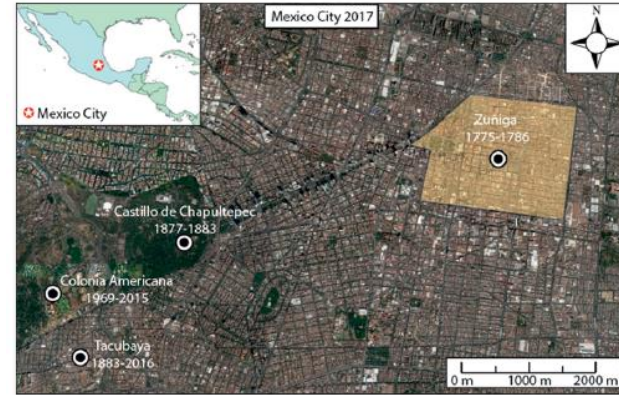 Mexico City 2017
N
Mexico City
Zuñiga
1775-1786
Castillo de Chapultepec
1877-1883
Colonia Americana
1969-2015
Tacubaya
1883-2016
0 m 1000 m 2000 m